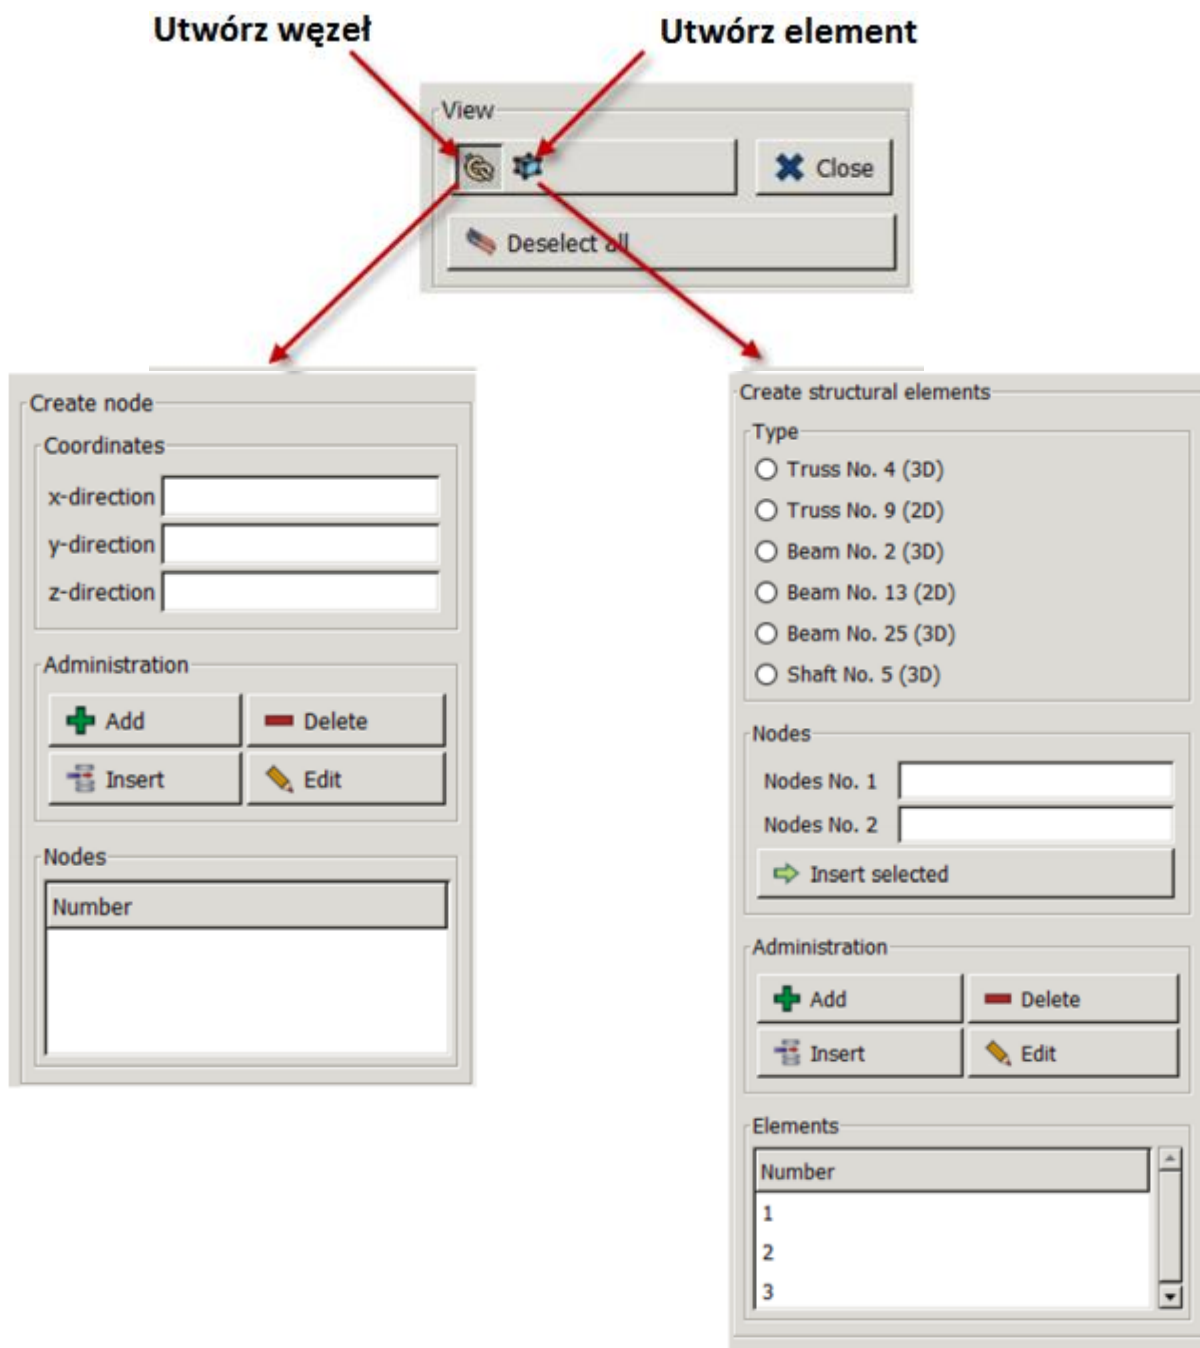 Utwórz węzeł
Utwórz element
View
Close
Deselect all
Create node
Coordinates
x-direction
y-direction
z-direction
Administration
Add
Delete
Insert
Edit
Nodes
Number
Create structural elements
Type
Truss No. 4 (3D)
Truss No. 9 (2D)
Beam No. 2 (3D)
Beam No. 13 (2D)
Beam No. 25 (3D)
Shaft No. 5 (3D)
Nodes
Nodes No. 1
Nodes No. 2
Insert selected
Administration
Add
Delete
Insert
Edit
Elements
Number
1
2
3